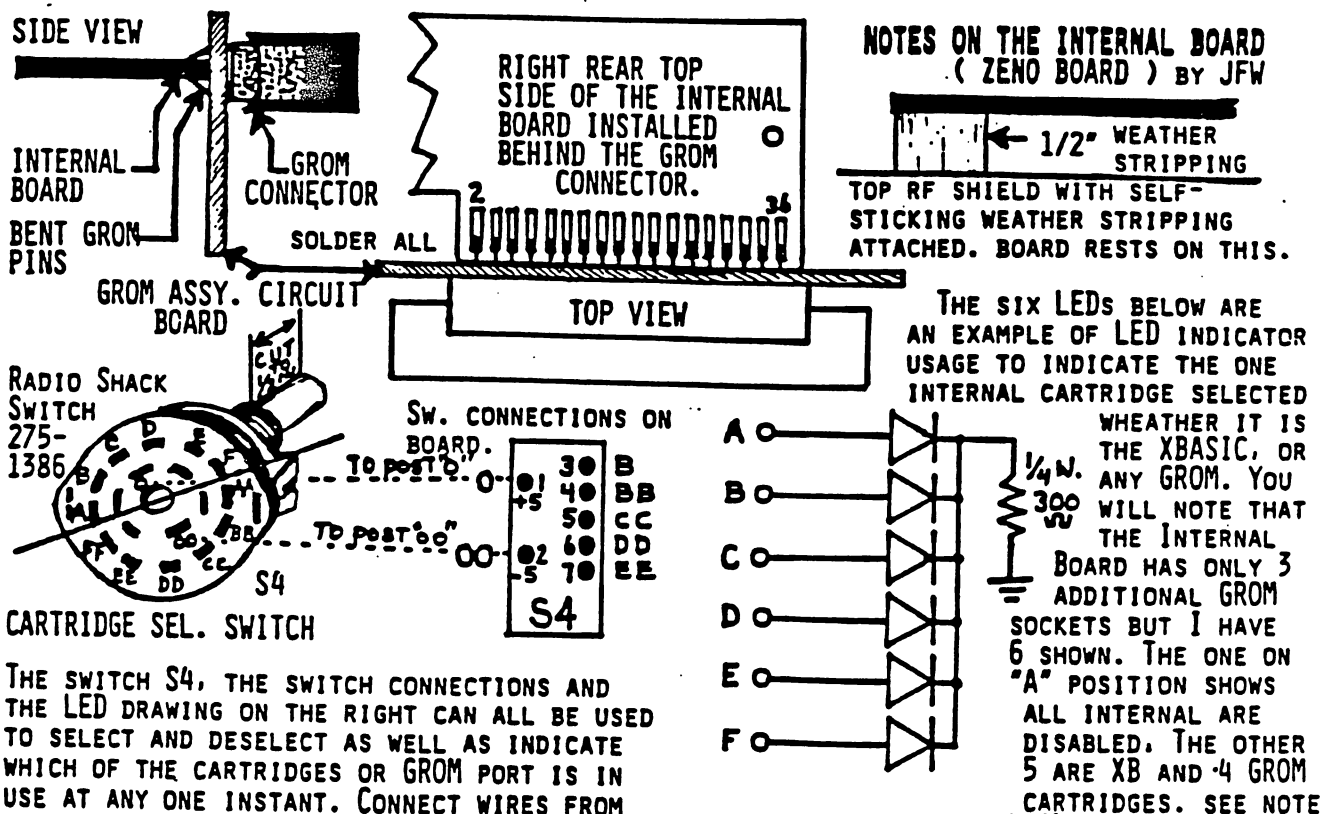 SIDE VIEW
INTERNAL
BOARD
BENT GROM
PINS
GROM
CONNECTOR
SOLDER ALL
GROM ASSY. CIRCUIT
BOARD
RIGHT REAR TOP
SIDE OF THE INTERNAL
BOARD INSTALLED
BEHIND THE GROM
CONNECTOR.
2
36
TOP VIEW
NOTES ON THE INTERNAL BOARD
( ZENO BOARD ) BY JFW
1/2" WEATHER
STRIPPING
TOP RF SHIELD WITH SELF-
STICKING WEATHER STRIPPING
ATTACHED. BOARD RESTS ON THIS.
RADIO SHACK
SWITCH
275-
1386
CUT
TO
A
B
C
D
E
F
FF
EE
DD
CC
BB
S4
CARTRIDGE SEL. SWITCH
SW. CONNECTIONS ON
BOARD.
TO POST "O"
O
TO POST "OO"
OO
1
+5
2
-5
3 B
4 BB
5 CC
6 DD
7 EE
S4
THE SIX LEDS BELOW ARE
AN EXAMPLE OF LED INDICATOR
USAGE TO INDICATE THE ONE
INTERNAL CARTRIDGE SELECTED
WHEATHER IT IS
THE XBASIC, OR
ANY GROM. YOU
WILL NOTE THAT
THE INTERNAL
BOARD HAS ONLY 3
ADDITIONAL GROM
SOCKETS BUT I HAVE
6 SHOWN. THE ONE ON
"A" POSITION SHOWS
ALL INTERNAL ARE
DISABLED. THE OTHER
5 ARE XB AND 4 GROM
CARTRIDGES. SEE NOTE
A
B
C
D
E
F
1/4 W.
300
Ω
THE SWITCH S4, THE SWITCH CONNECTIONS AND
THE LED DRAWING ON THE RIGHT CAN ALL BE USED
TO SELECT AND DESELECT AS WELL AS INDICATE
WHICH OF THE CARTRIDGES OR GROM PORT IS IN
USE AT ANY ONE INSTANT. CONNECT WIRES FROM